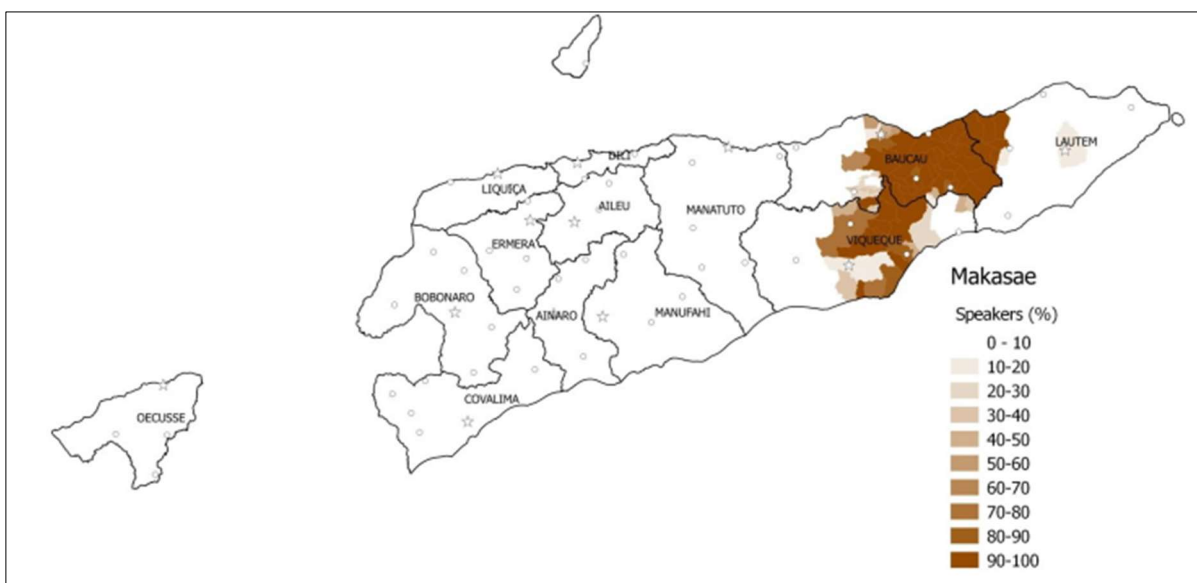 DILI
LIQUIÇA
LAUTEM
BAUCAU
AILEU
MANATUTO
ERMERA
VIQUEQUE
BOBONARO
AINARO
MANUFAHI
COVALIMA
OECUSSE
Makasae
Speakers (%)
0 - 10
10-20
20-30
30-40
40-50
50-60
60-70
70-80
80-90
90-100